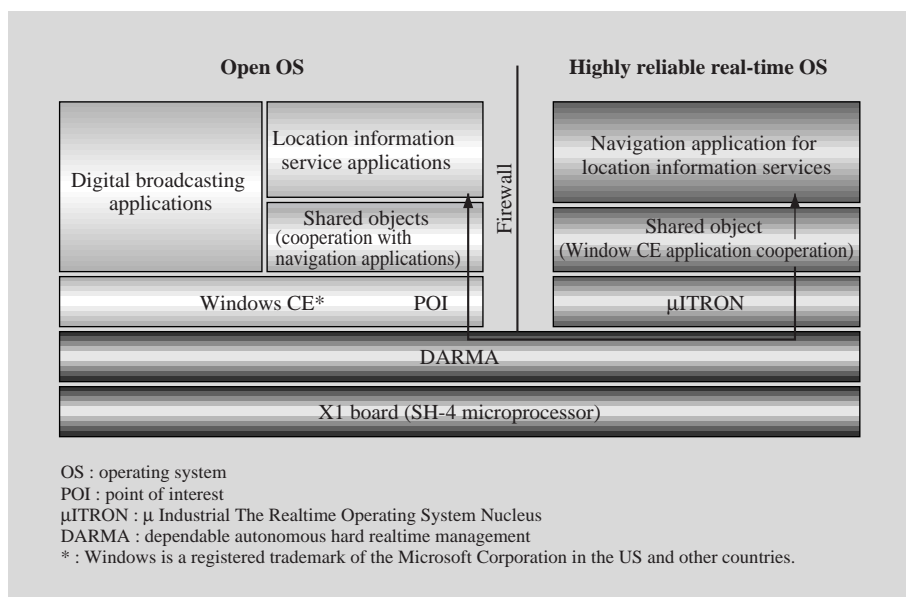 Open OS
Highly reliable real-time OS
Digital broadcasting
applications
Location information
service applications
Shared objects
(cooperation with
navigation applications)
Windows CE*
POI
Firewall
Navigation application for
location information services
Shared object
(Window CE application cooperation)
μITRON
DARMA
X1 board (SH-4 microprocessor)
OS : operating system
POI : point of interest
μITRON : μ Industrial The Realtime Operating System Nucleus
DARMA : dependable autonomous hard realtime management
* : Windows is a registered trademark of the Microsoft Corporation in the US and other countries.